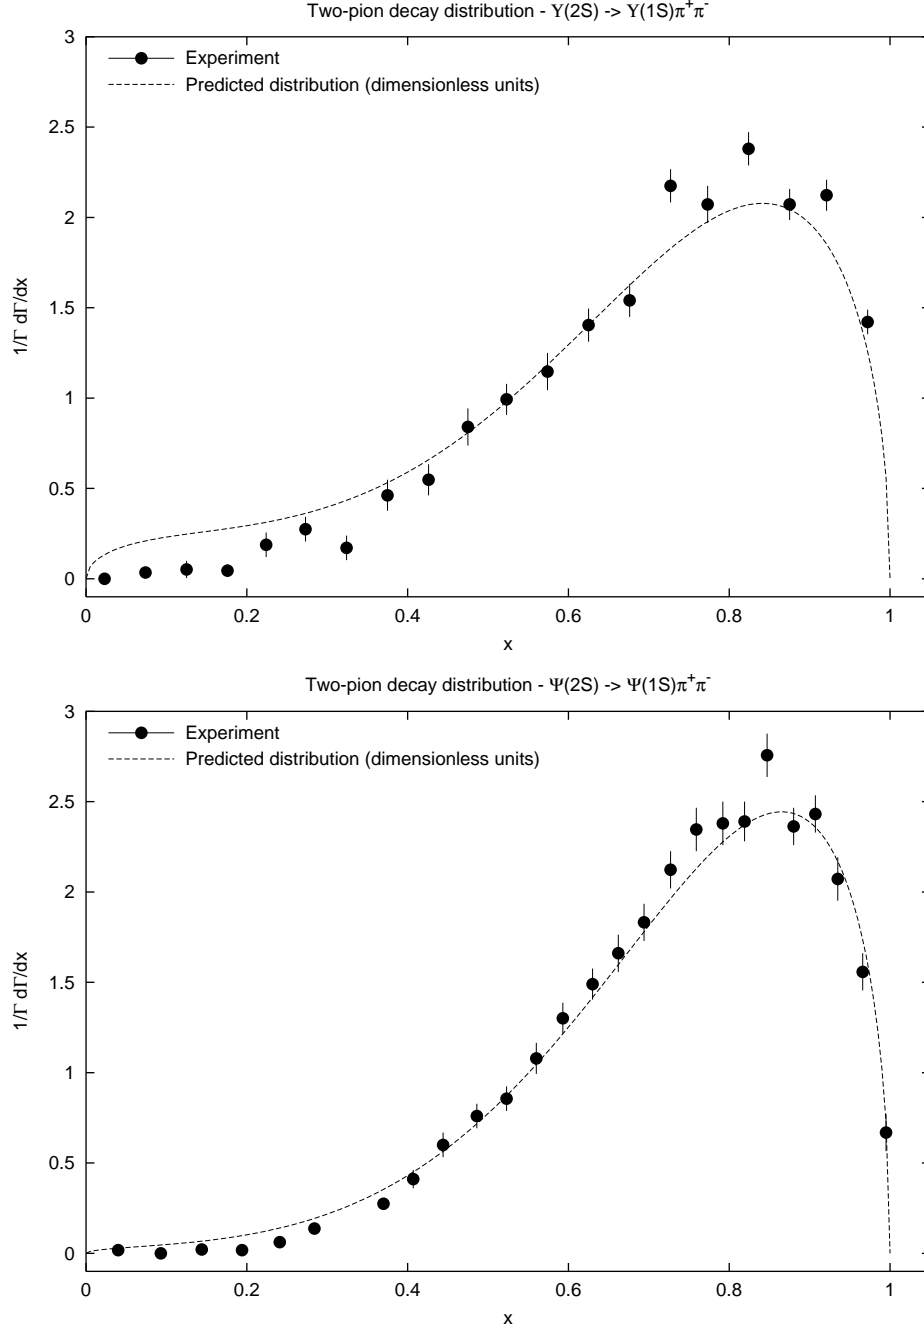 Two-pion decay distribution - ϒ(2S) -> ϒ(1S)π⁺π⁻
3
Experiment
Predicted distribution (dimensionless units)
2.5
2
1.5
1
0.5
0
1/Γ dΓ/dx
0 0.2 0.4 0.6 0.8 1
x
Two-pion decay distribution - Ψ(2S) -> Ψ(1S)π⁺π⁻
3
Experiment
Predicted distribution (dimensionless units)
2.5
2
1.5
1
0.5
0
1/Γ dΓ/dx
0 0.2 0.4 0.6 0.8 1
x